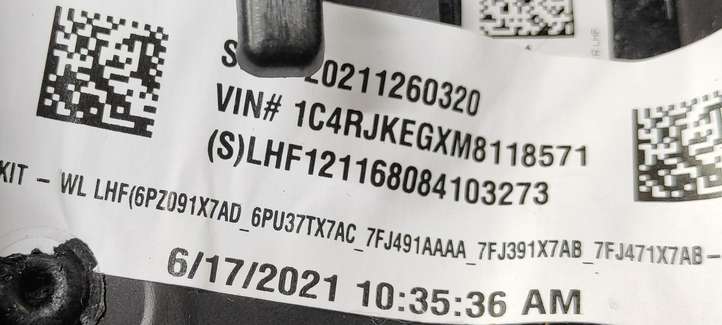 20211260320
VIN# 1C4RJKEGXM8118571
(S)LHF121168084103273
KIT - WL LHF(6PZ091X7AD_6PU37TX7AC_7FJ491AAAA_7FJ391X7AB_7FJ471X7AB-
6/17/2021 10:35:36 AM